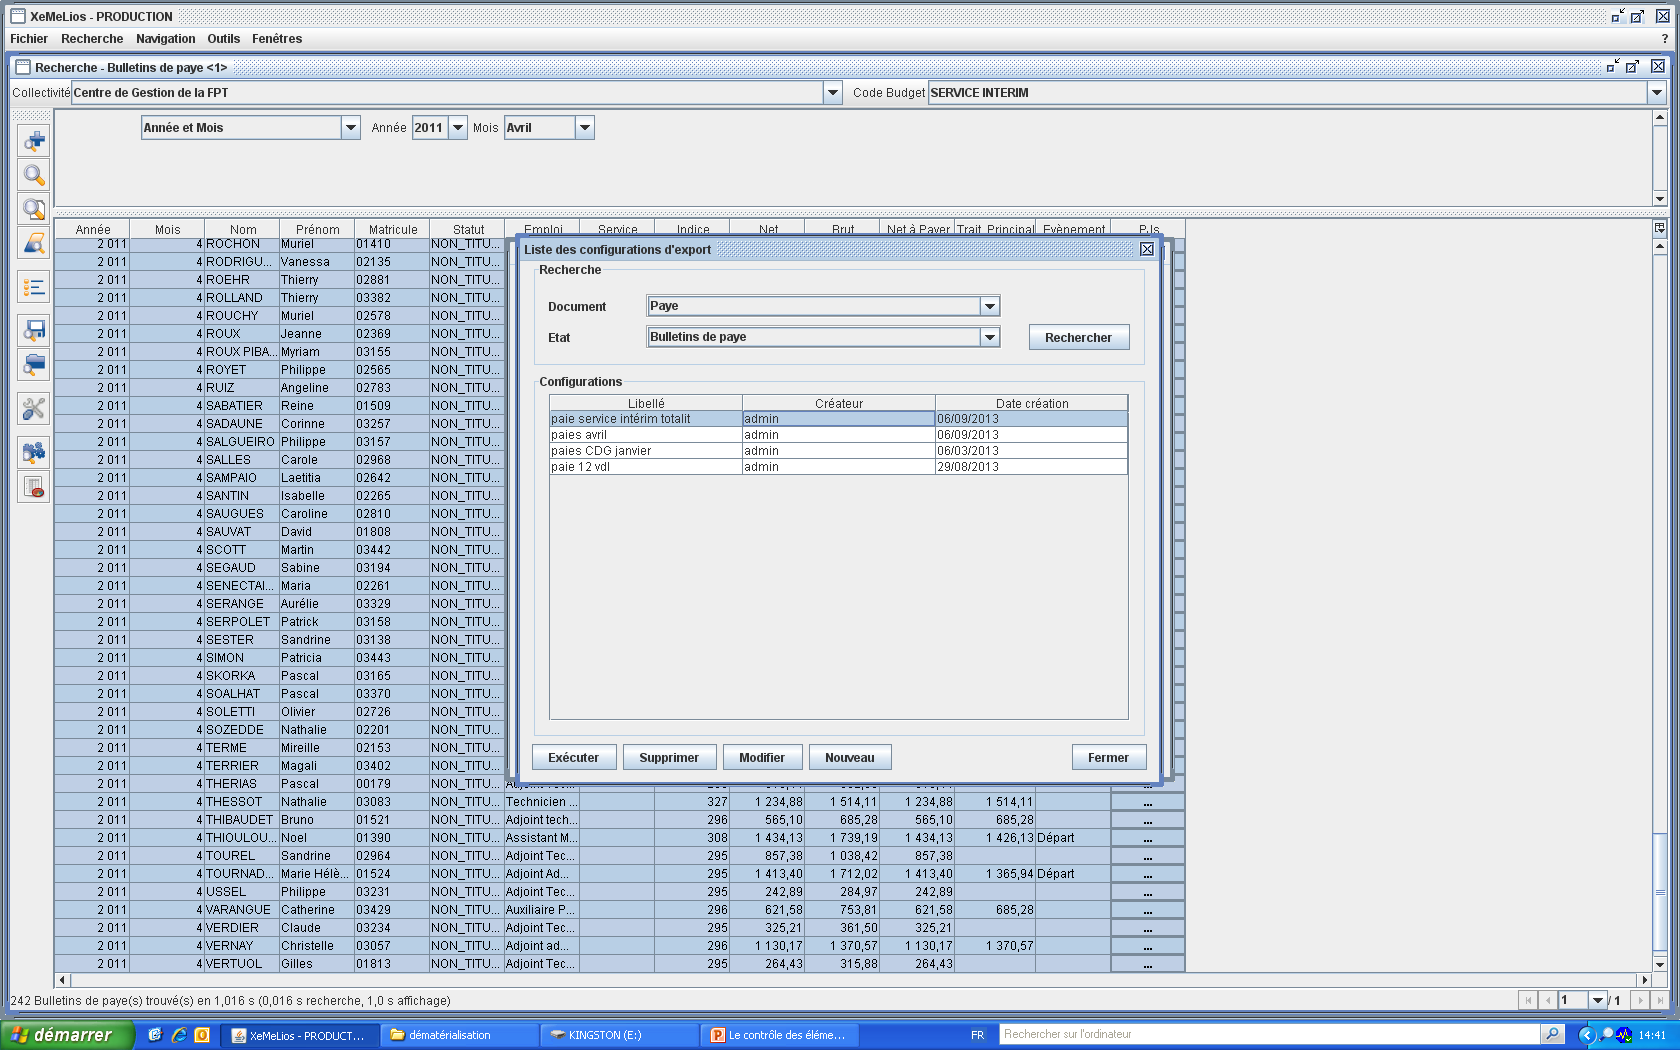 XeMeLios - PRODUCTION
Fichier Recherche Navigation Outils Fenêtres ?
Recherche - Bulletins de paye <1>
Collectivité Centre de Gestion de la FPT Code Budget SERVICE INTERIM
Année et Mois Année 2011 Mois Avril
Année Mois Nom Prénom Matricule Statut Emploi Service Indice Net Brut Net à Payer Trait. Principal Evènement PJs
2 011 4 ROCHON Muriel 01410 NON_TITU...
2 011 4 RODRIGU... Vanessa 02135 NON_TITU...
2 011 4 ROEHR Thierry 02881 NON_TITU...
2 011 4 ROLLAND Thierry 03382 NON_TITU...
2 011 4 ROUCHY Muriel 02578 NON_TITU...
2 011 4 ROUX Jeanne 02369 NON_TITU...
2 011 4 ROUX PIBA... Myriam 03155 NON_TITU...
2 011 4 ROYET Philippe 02565 NON_TITU...
2 011 4 RUIZ Angeline 02783 NON_TITU...
2 011 4 SABATIER Reine 01509 NON_TITU...
2 011 4 SADAUNE Corinne 03257 NON_TITU...
2 011 4 SALGUEIRO Philippe 03157 NON_TITU...
2 011 4 SALLES Carole 02968 NON_TITU...
2 011 4 SAMPAIO Laetitia 02642 NON_TITU...
2 011 4 SANTIN Isabelle 02265 NON_TITU...
2 011 4 SAUGUES Caroline 02810 NON_TITU...
2 011 4 SAUVAT David 01808 NON_TITU...
2 011 4 SCOTT Martin 03442 NON_TITU...
2 011 4 SEGAUD Sabine 03194 NON_TITU...
2 011 4 SENECTAI... Maria 02261 NON_TITU...
2 011 4 SERANGE Aurélie 03329 NON_TITU...
2 011 4 SERPOLET Patrick 03158 NON_TITU...
2 011 4 SESTER Sandrine 03138 NON_TITU...
2 011 4 SIMON Patricia 03443 NON_TITU...
2 011 4 SKORKA Pascal 03165 NON_TITU...
2 011 4 SOALHAT Pascal 03370 NON_TITU...
2 011 4 SOLETTI Olivier 02726 NON_TITU...
2 011 4 SOZEDDE Nathalie 02201 NON_TITU...
2 011 4 TERME Mireille 02153 NON_TITU...
2 011 4 TERRIER Magali 03402 NON_TITU...
2 011 4 THERIAS Pascal 00179 NON_TITU... ...
2 011 4 THESSOT Nathalie 03083 NON_TITU... Technicien ... 327 1 234,88 1 514,11 1 234,88 1 514,11 ...
2 011 4 THIBAUDET Bruno 01521 NON_TITU... Adjoint tech... 296 565,10 685,28 565,10 685,28 ...
2 011 4 THIOULOU... Noel 01390 NON_TITU... Assistant M... 308 1 434,13 1 739,19 1 434,13 1 426,13 Départ ...
2 011 4 TOUREL Sandrine 02964 NON_TITU... Adjoint Tec... 295 857,38 1 038,42 857,38 ...
2 011 4 TOURNAD... Marie Hélè... 01524 NON_TITU... Adjoint Ad... 295 1 413,40 1 712,02 1 413,40 1 365,94 Départ ...
2 011 4 USSEL Philippe 03231 NON_TITU... Adjoint Tec... 295 242,89 284,97 242,89 ...
2 011 4 VARANGUE Catherine 03429 NON_TITU... Auxiliaire P... 296 621,58 753,81 621,58 685,28 ...
2 011 4 VERDIER Claude 03234 NON_TITU... Adjoint Tec... 295 325,21 361,50 325,21 ...
2 011 4 VERNAY Christelle 03057 NON_TITU... Adjoint ad... 296 1 130,17 1 370,57 1 130,17 1 370,57 ...
2 011 4 VERTUOL Gilles 01813 NON_TITU... Adjoint Tec... 295 264,43 315,88 264,43 ...
Liste des configurations d'export
Recherche
Document Paye
Etat Bulletins de paye Rechercher
Configurations
Libellé Créateur Date création
paie service intérim totalit admin 06/09/2013
paies avril admin 06/09/2013
paies CDG janvier admin 06/03/2013
paie 12 vdl admin 29/08/2013
Exécuter Supprimer Modifier Nouveau Fermer
242 Bulletins de paye(s) trouvé(s) en 1,016 s (0,016 s recherche, 1,0 s affichage) 1 / 1
démarrer XeMeLios - PRODUCT... dématérialisation KINGSTON (E:) Le contrôle des éléme... FR Rechercher sur l'ordinateur 14:41